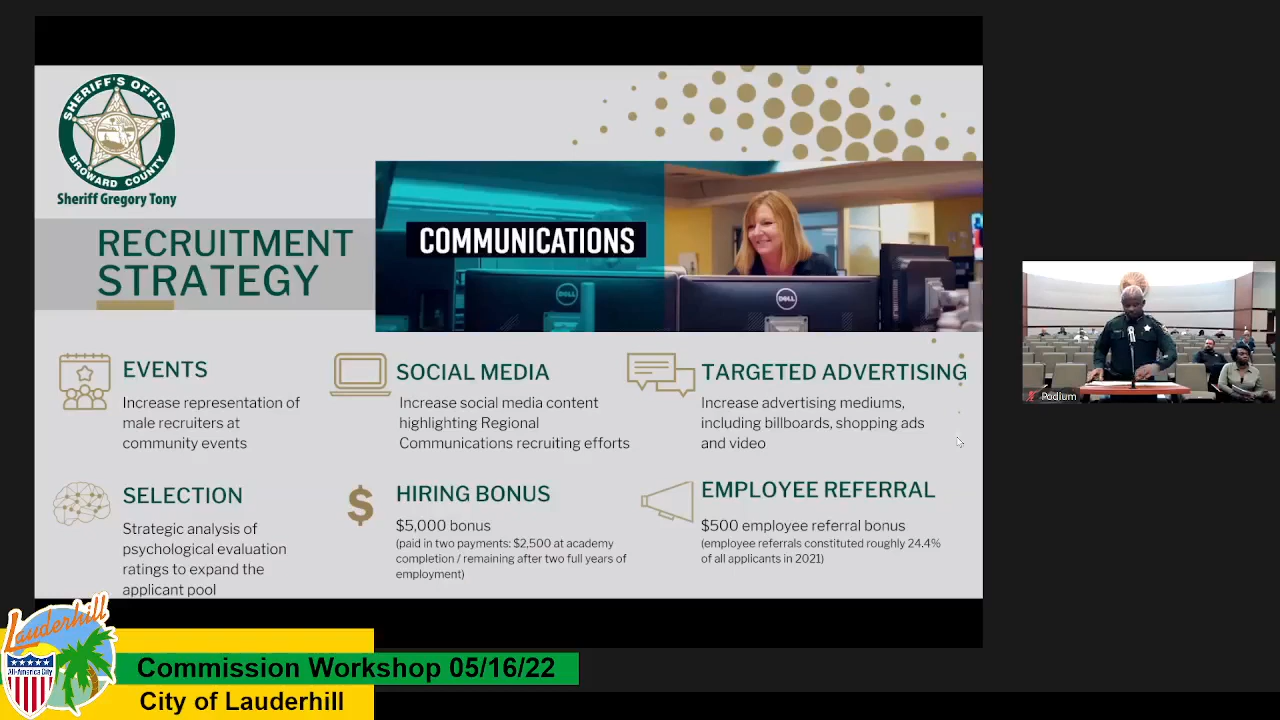 SHERIFF'S OFFICE
BROWARD COUNTY
Sheriff Gregory Tony
RECRUITMENT
STRATEGY
COMMUNICATIONS
DELL
DELL
EVENTS
Increase representation of
male recruiters at
community events
SOCIAL MEDIA
Increase social media content
highlighting Regional
Communications recruiting efforts
TARGETED ADVERTISING
Increase advertising mediums,
including billboards, shopping ads
and video
SELECTION
Strategic analysis of
psychological evaluation
ratings to expand the
applicant pool
$
HIRING BONUS
$5,000 bonus
(paid in two payments: $2,500 at academy
completion / remaining after two full years of
employment)
EMPLOYEE REFERRAL
$500 employee referral bonus
(employee referrals constituted roughly 24.4%
of all applicants in 2021)
Podium
Lauderhill
All-America City
Commission Workshop 05/16/22
City of Lauderhill